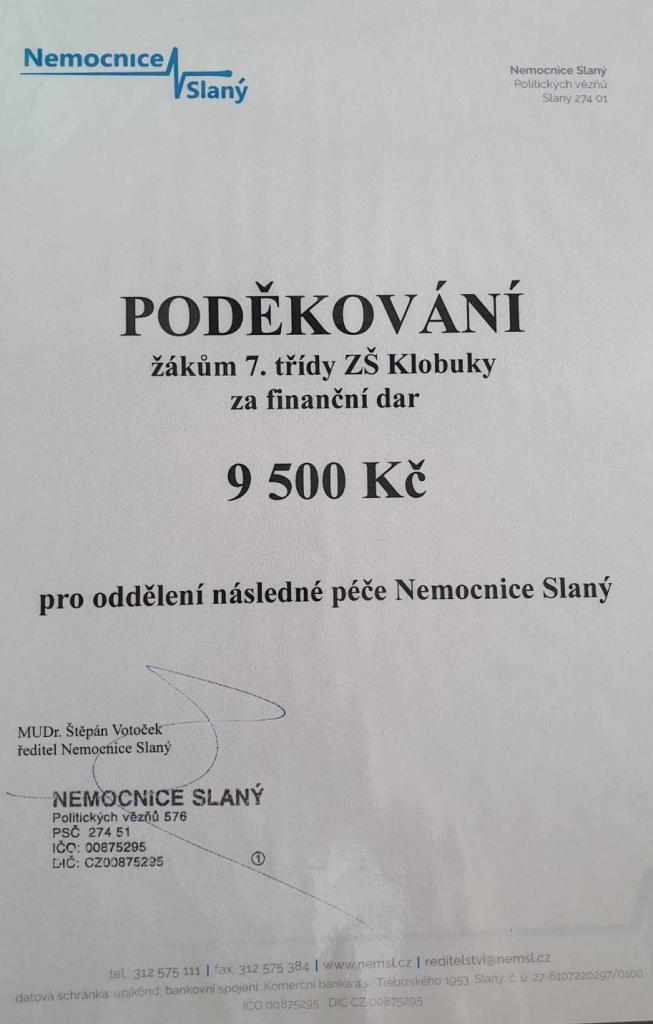 Nemocnice
Slaný
Nemocnice Slaný
Politických vězňů
Slaný 274 01
PODĚKOVÁNÍ
žákům 7. třídy ZŠ Klobuky
za finanční dar
9 500 Kč
pro oddělení následné péče Nemocnice Slaný
MUDr. Štěpán Votoček
ředitel Nemocnice Slaný
NEMOCNICE SLANÝ
Politických vězňů 576
PSČ 274 51
IČO: 00875295
DIČ: CZ00875295
1
tel.: 312 575 111 | fax: 312 575 384 | www.nemsl.cz | reditelstvi@nemsl.cz
datová schránka: upjk6nd, bankovní spojení: Komerční banka a.s., Třebízského 1953, Slaný, č. ú.: 27-6107220297/0100
IČO 00875295 DIČ CZ 00875295